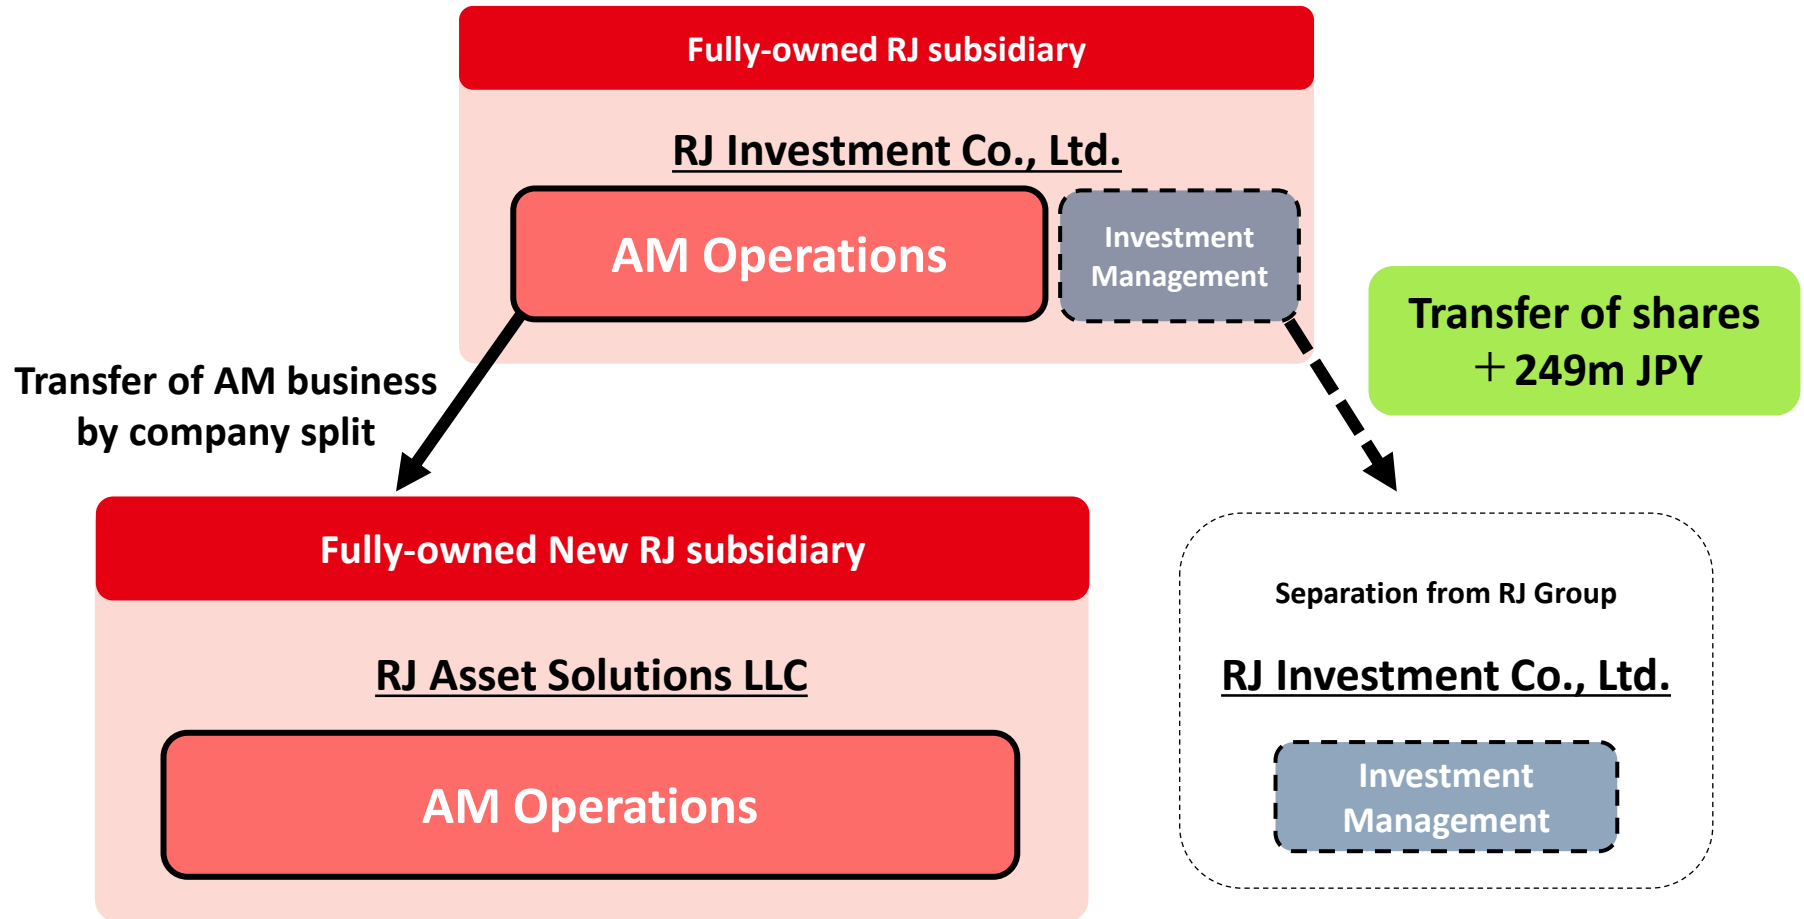 Fully-owned RJ subsidiary
RJ Investment Co., Ltd.
AM Operations
Investment
Management
Transfer of shares
＋249m JPY
Transfer of AM business
by company split
Fully-owned New RJ subsidiary
RJ Asset Solutions LLC
AM Operations
Separation from RJ Group
RJ Investment Co., Ltd.
Investment
Management